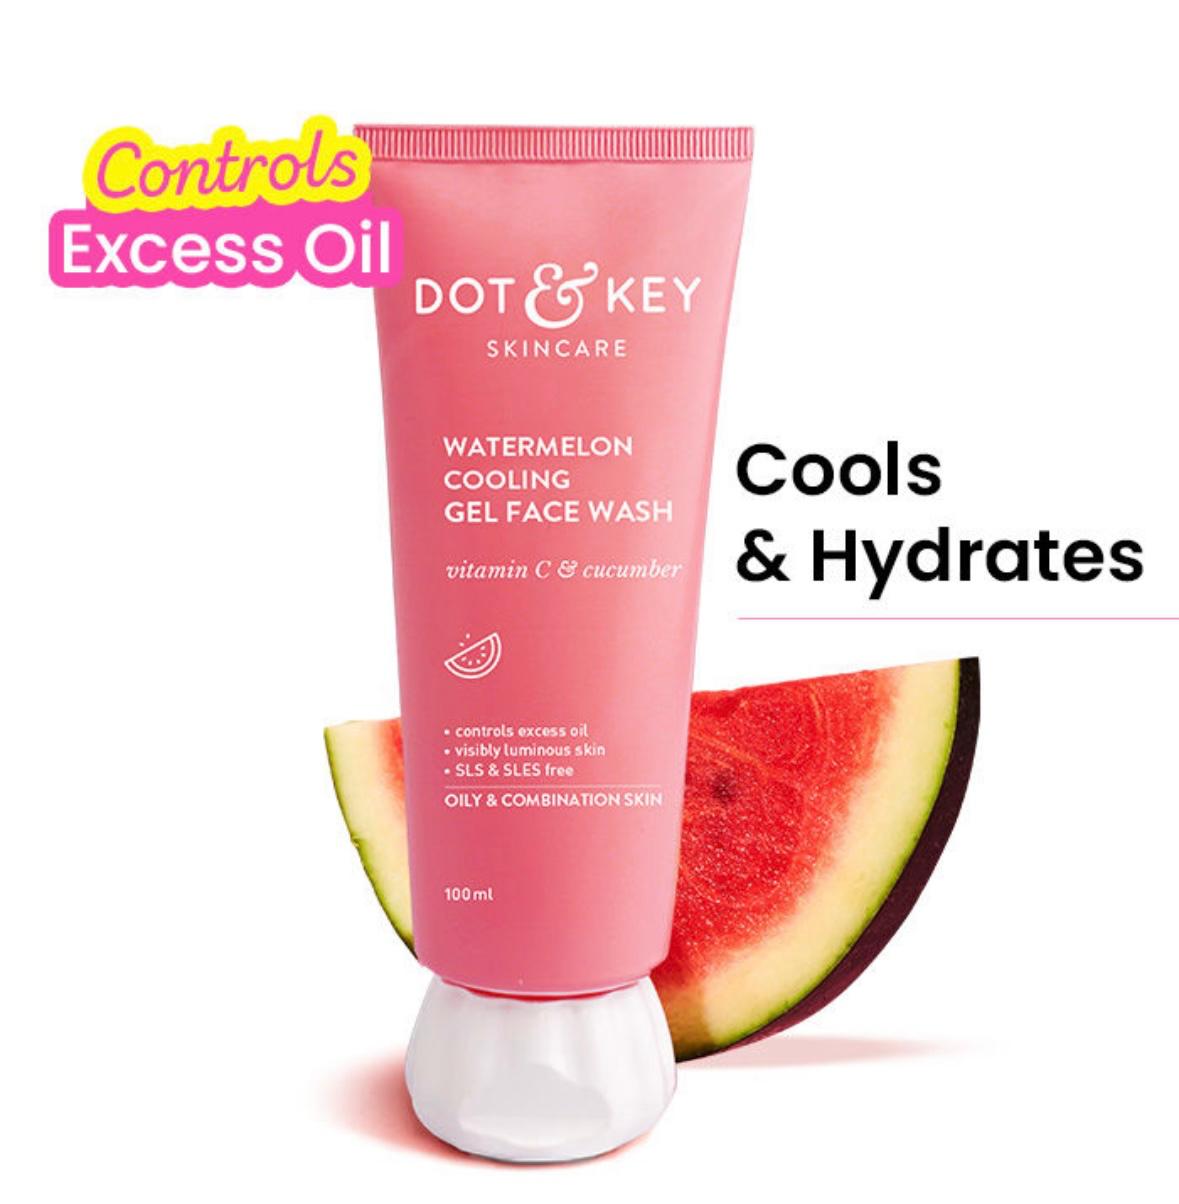 Controls
Excess Oil
DOT & KEY
SKINCARE
WATERMELON
COOLING
GEL FACE WASH
vitamin C & cucumber
• controls excess oil
• visibly luminous skin
• SLS & SLES free
OILY & COMBINATION SKIN
100ml
Cools
& Hydrates